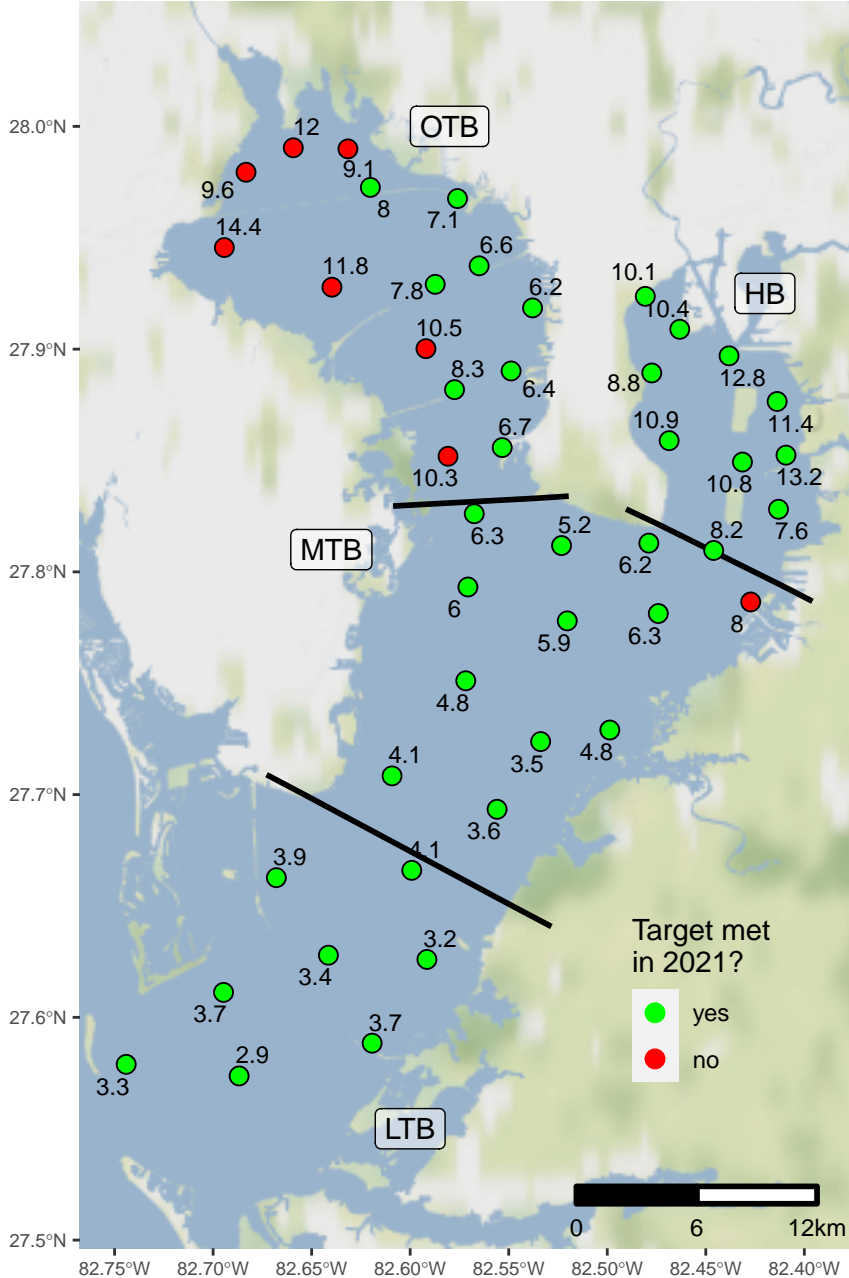 28.0°N
27.9°N
27.8°N
27.7°N
27.6°N
27.5°N
OTB
12
9.1
9.6
8
7.1
14.4
11.8
7.8
6.6
6.2
10.5
8.3
6.4
6.7
10.3
HB
10.1
10.4
12.8
8.8
11.4
10.9
10.8
13.2
7.6
8.2
MTB
6.3
5.2
6.2
8
6
5.9
6.3
4.8
4.8
3.5
4.1
3.6
4.1
3.9
3.4
3.2
3.7
3.7
3.3
2.9
LTB
Target met
in 2021?
yes
no
0 6 12km
82.75°W 82.70°W 82.65°W 82.60°W 82.55°W 82.50°W 82.45°W 82.40°W